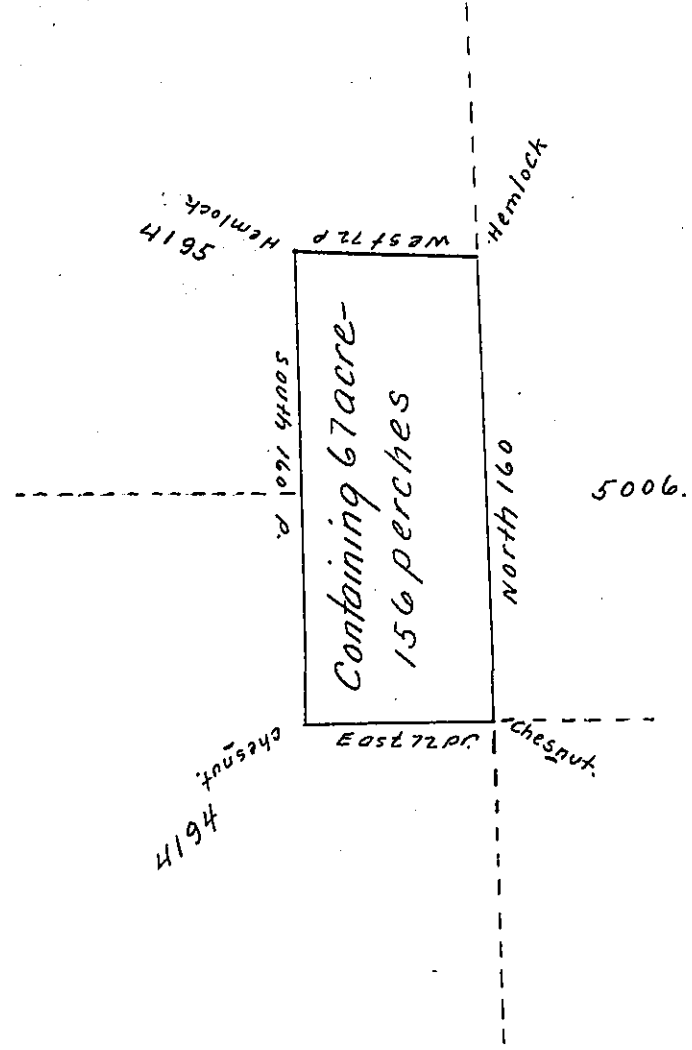 Hemlock
4195
West 72 P
Hemlock
South 160 P.
Containing 67 acre-
156 perches
North 160
5006.
East 72 pr.
Chesnut.
chesnut.
4194